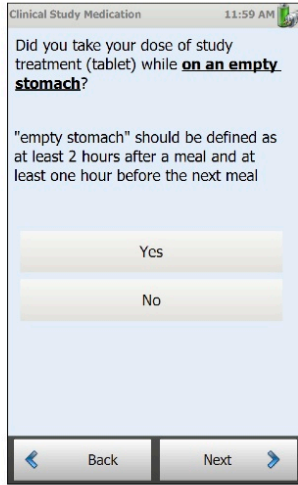 Clinical Study Medication 11:59 AM
Did you take your dose of study
treatment (tablet) while on an empty
stomach?
"empty stomach" should be defined as
at least 2 hours after a meal and at
least one hour before the next meal
Yes
No
Back Next